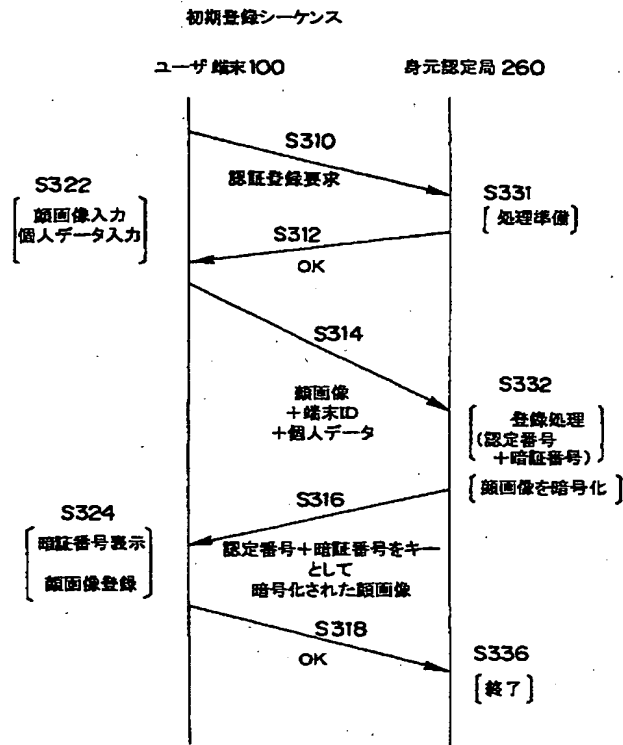 初期登録シーケンス
ユーザ端末100
身元認定局260
S310
認証登録要求
S322
顔画像入力
個人データ入力
S331
処理準備
S312
OK
S314
顔画像
+端末ID
+個人データ
S332
登録処理
(認定番号
+暗証番号)
顔画像を暗号化
S316
認定番号+暗証番号をキー
として
暗号化された顔画像
S324
暗証番号表示
顔画像登録
S318
OK
S336
終了